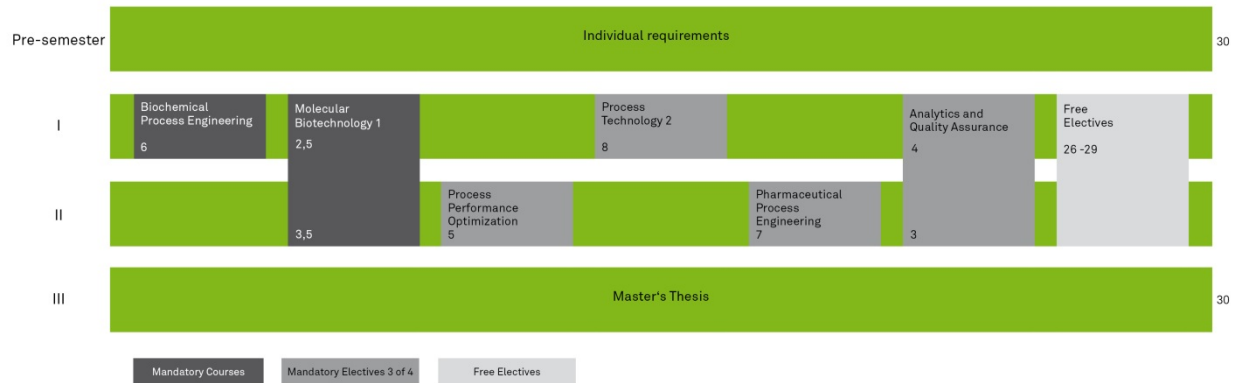 Pre-semester
Individual requirements
30
I
Biochemical
Process Engineering
6
Molecular
Biotechnology 1
2,5
3,5
Process
Technology 2
8
Analytics and
Quality Assurance
4
3
Free
Electives
26 -29
II
Process
Performance
Optimization
5
Pharmaceutical
Process
Engineering
7
III
Master's Thesis
30
Mandatory Courses
Mandatory Electives 3 of 4
Free Electives